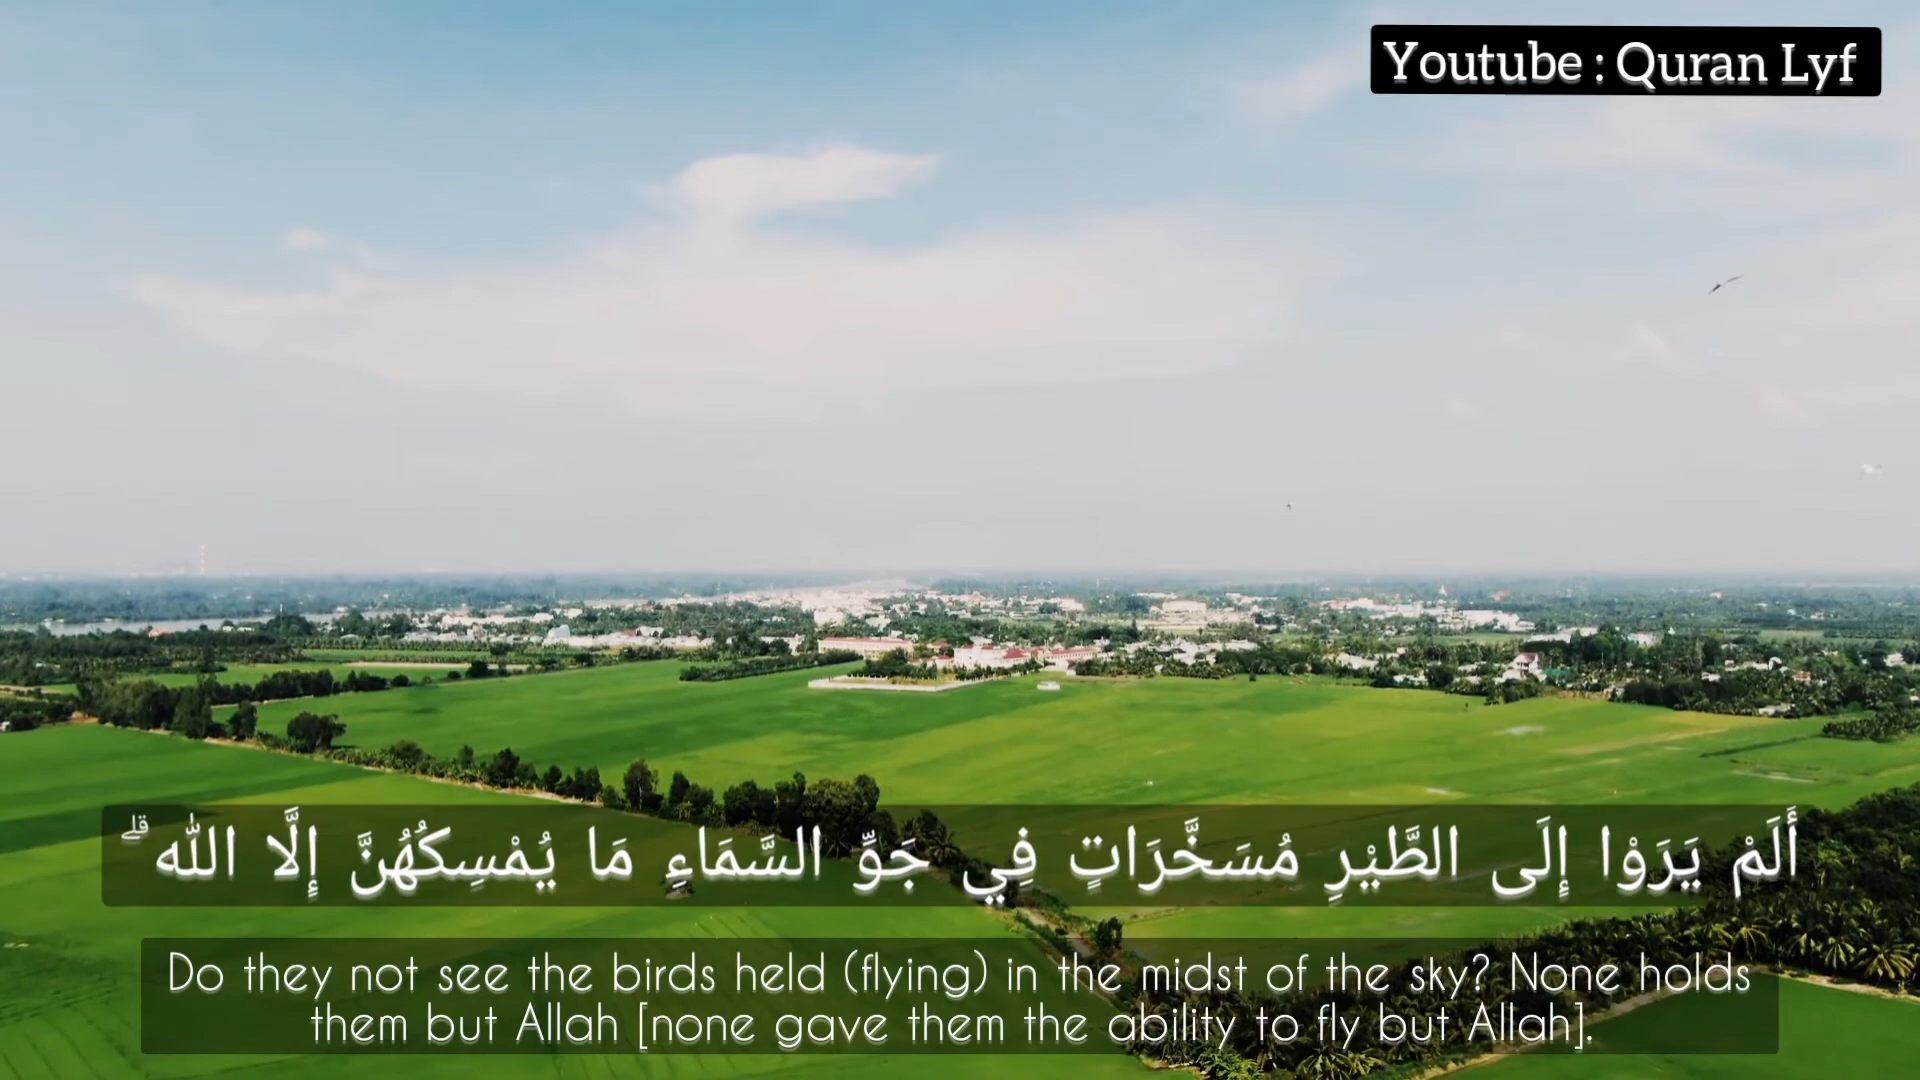 Youtube : Quran Lyf
أَلَمْ يَرَوْا إِلَى الطَّيْرِ مُسَخَّرَاتٍ فِي جَوِّ السَّمَاءِ مَا يُمْسِكُهُنَّ إِلَّا اللّٰه ۗ
Do they not see the birds held (flying) in the midst of the sky? None holds
them but Allah [none gave them the ability to fly but Allah].